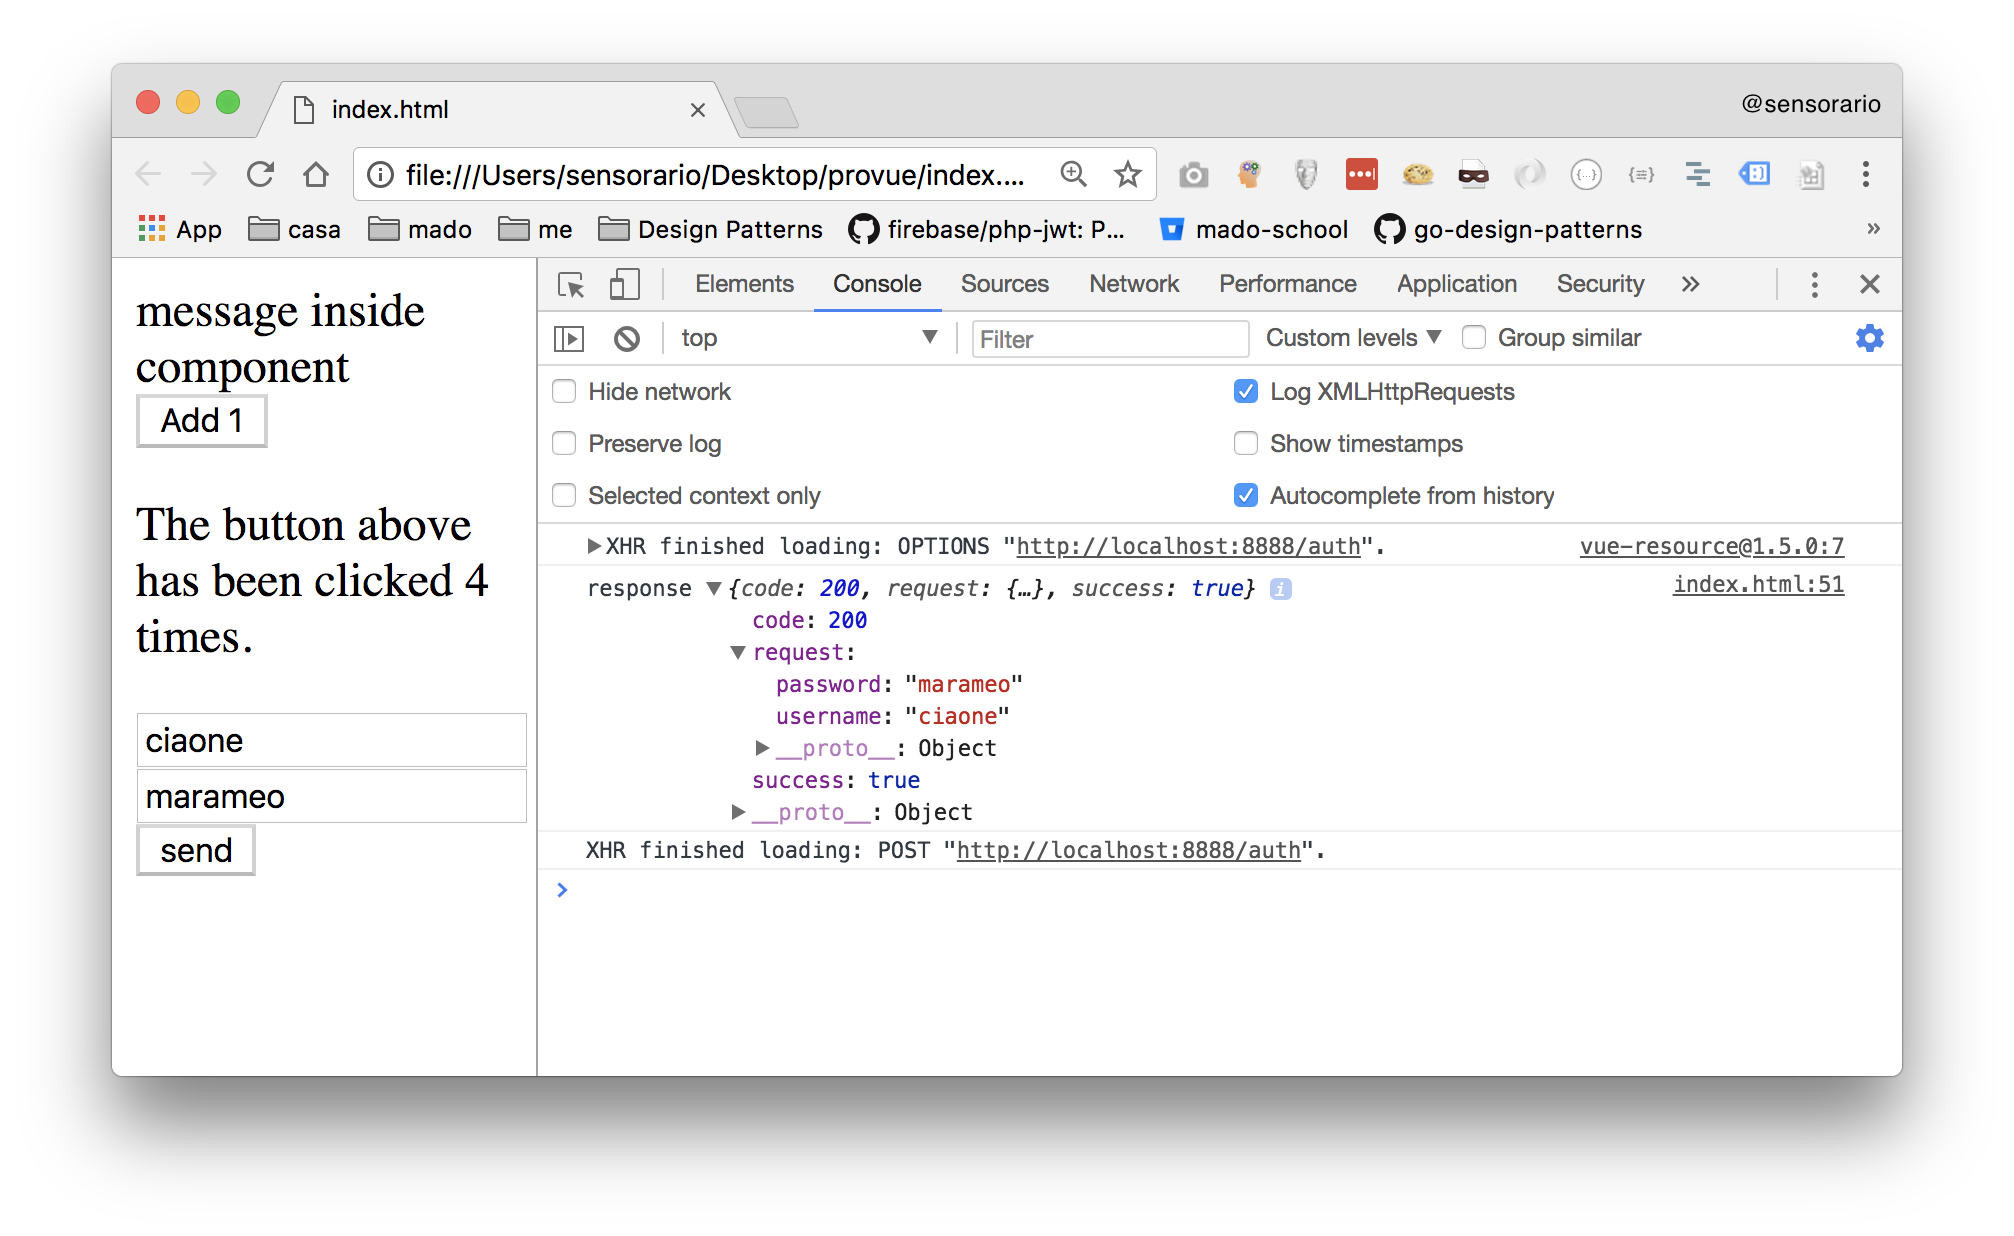 index.html
@sensorario
file:///Users/sensorario/Desktop/provue/index....
App casa mado me Design Patterns firebase/php-jwt: P... mado-school go-design-patterns »
message inside
component
Add 1
The button above
has been clicked 4
times.
ciaone
marameo
send
Elements Console Sources Network Performance Application Security »
top Filter Custom levels Group similar
Hide network Log XMLHttpRequests
Preserve log Show timestamps
Selected context only Autocomplete from history
XHR finished loading: OPTIONS "http://localhost:8888/auth". vue-resource@1.5.0:7
response {code: 200, request: {…}, success: true} i index.html:51
code: 200
request:
password: "marameo"
username: "ciaone"
__proto__: Object
success: true
__proto__: Object
XHR finished loading: POST "http://localhost:8888/auth".
>